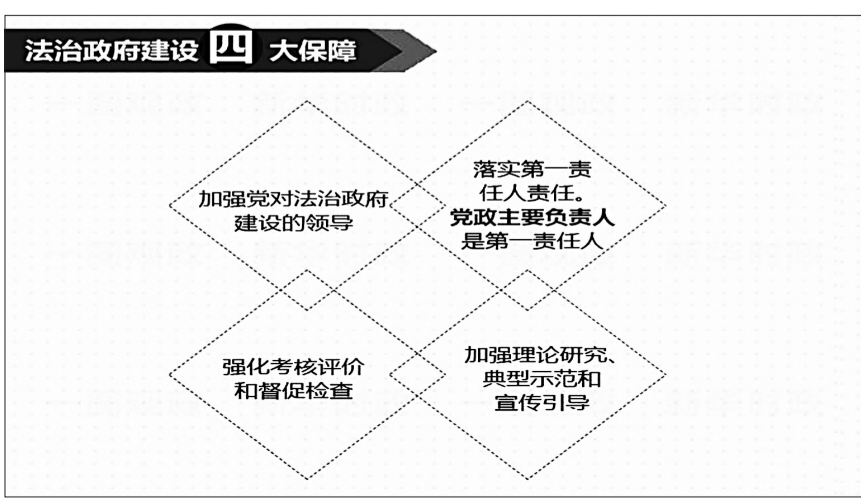 法治政府建设四大保障
加强党对法治政府
建设的领导
落实第一责
任人责任。
党政主要负责人
是第一责任人
强化考核评价
和督促检查
加强理论研究、
典型示范和
宣传引导